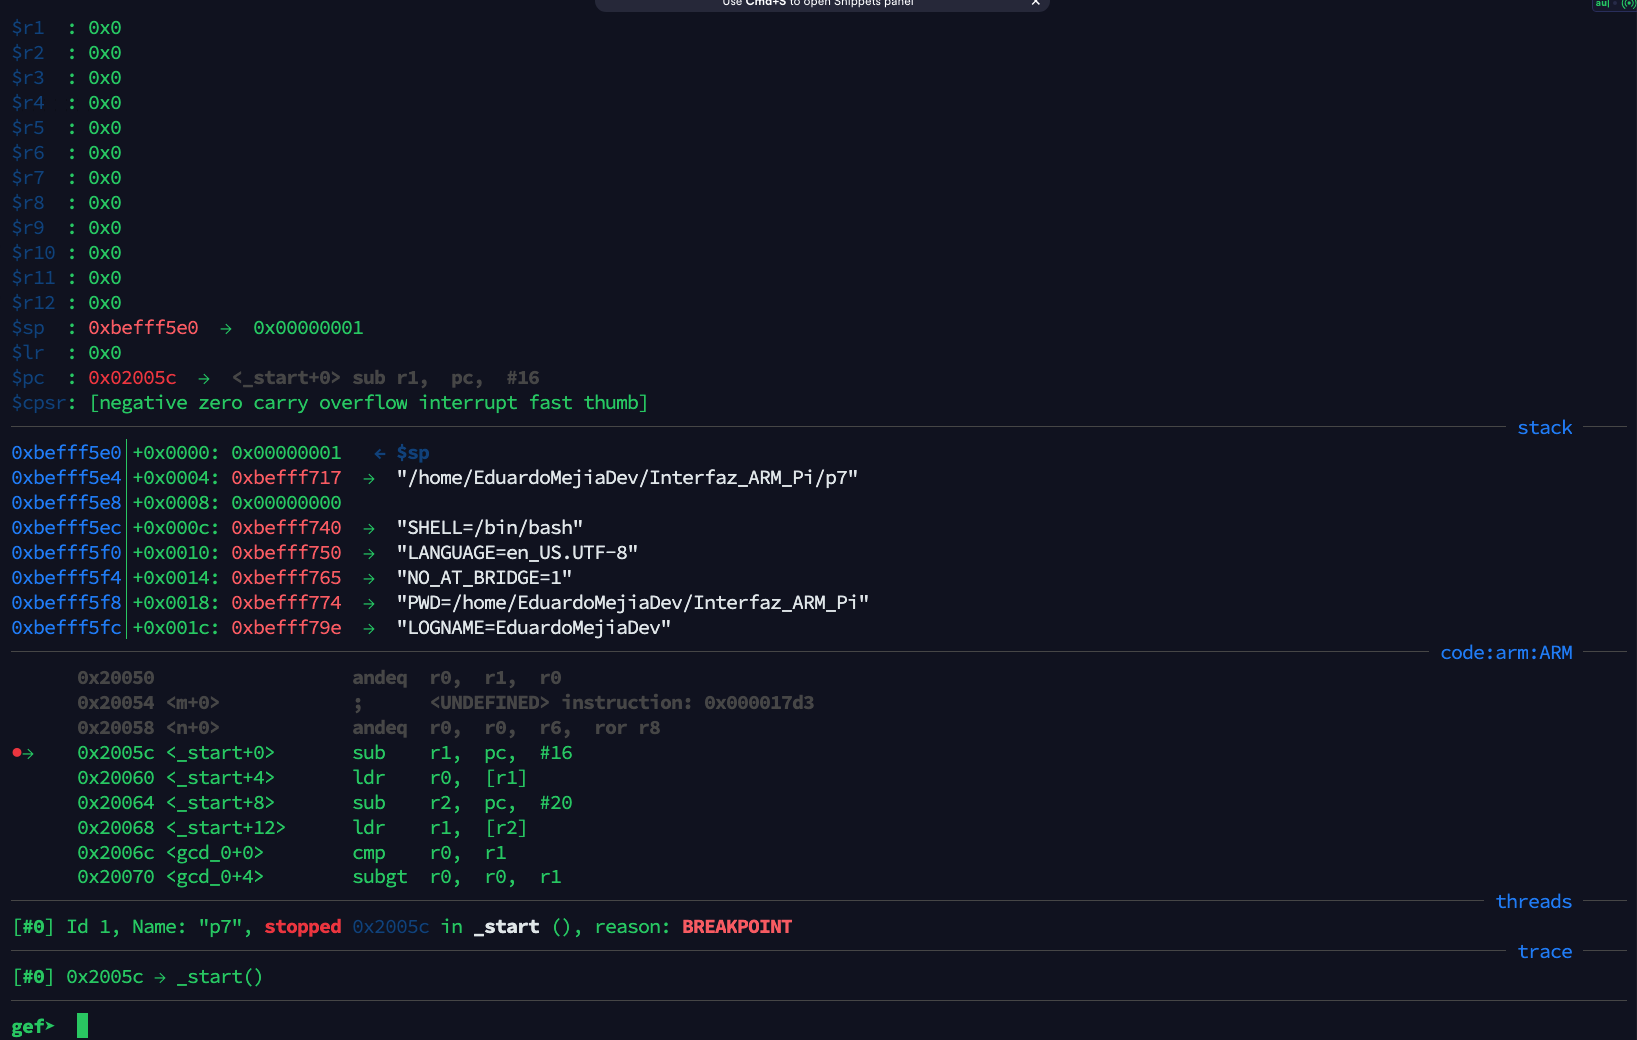 Use Cmd+S to open Snippets panel ×
au
$r1 : 0x0
$r2 : 0x0
$r3 : 0x0
$r4 : 0x0
$r5 : 0x0
$r6 : 0x0
$r7 : 0x0
$r8 : 0x0
$r9 : 0x0
$r10 : 0x0
$r11 : 0x0
$r12 : 0x0
$sp : 0xbefff5e0 → 0x00000001
$lr : 0x0
$pc : 0x02005c → <_start+0> sub r1, pc, #16
$cpsr: [negative zero carry overflow interrupt fast thumb]
stack
0xbefff5e0│+0x0000: 0x00000001 ← $sp
0xbefff5e4│+0x0004: 0xbefff717 → "/home/EduardoMejiaDev/Interfaz_ARM_Pi/p7"
0xbefff5e8│+0x0008: 0x00000000
0xbefff5ec│+0x000c: 0xbefff740 → "SHELL=/bin/bash"
0xbefff5f0│+0x0010: 0xbefff750 → "LANGUAGE=en_US.UTF-8"
0xbefff5f4│+0x0014: 0xbefff765 → "NO_AT_BRIDGE=1"
0xbefff5f8│+0x0018: 0xbefff774 → "PWD=/home/EduardoMejiaDev/Interfaz_ARM_Pi"
0xbefff5fc│+0x001c: 0xbefff79e → "LOGNAME=EduardoMejiaDev"
code:arm:ARM
0x20050 andeq r0, r1, r0
0x20054 <m+0> ; <UNDEFINED> instruction: 0x000017d3
0x20058 <n+0> andeq r0, r0, r6, ror r8
●→ 0x2005c <_start+0> sub r1, pc, #16
0x20060 <_start+4> ldr r0, [r1]
0x20064 <_start+8> sub r2, pc, #20
0x20068 <_start+12> ldr r1, [r2]
0x2006c <gcd_0+0> cmp r0, r1
0x20070 <gcd_0+4> subgt r0, r0, r1
threads
[#0] Id 1, Name: "p7", stopped 0x2005c in _start (), reason: BREAKPOINT
trace
[#0] 0x2005c → _start()
gef➤